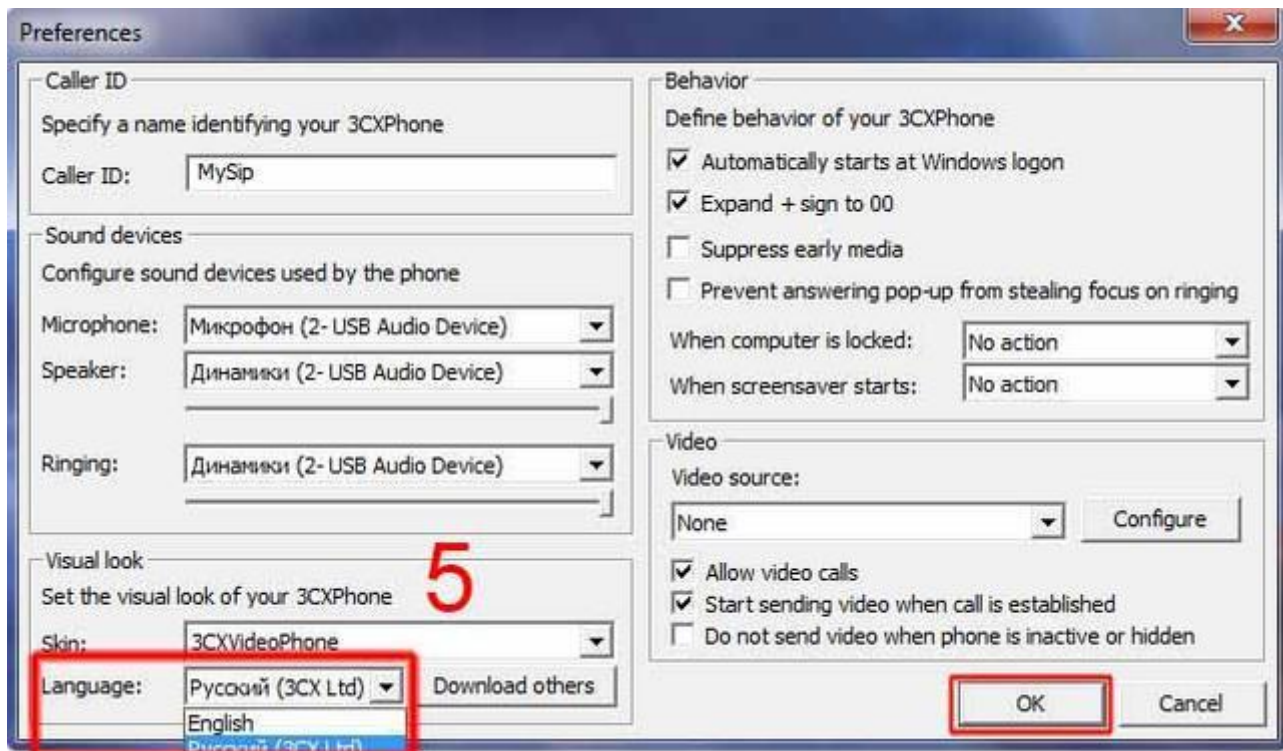 Preferences
Caller ID
Specify a name identifying your 3CXPhone
Caller ID: MySip
Sound devices
Configure sound devices used by the phone
Microphone: Микрофон (2- USB Audio Device)
Speaker: Динамики (2- USB Audio Device)
Ringing: Динамики (2- USB Audio Device)
Visual look
5
Set the visual look of your 3CXPhone
Skin: 3CXVideoPhone
Language: Русский (3CX Ltd) Download others
English
Русский (3CX Ltd)
Behavior
Define behavior of your 3CXPhone
Automatically starts at Windows logon
Expand + sign to 00
Suppress early media
Prevent answering pop-up from stealing focus on ringing
When computer is locked: No action
When screensaver starts: No action
Video
Video source:
None Configure
Allow video calls
Start sending video when call is established
Do not send video when phone is inactive or hidden
OK Cancel